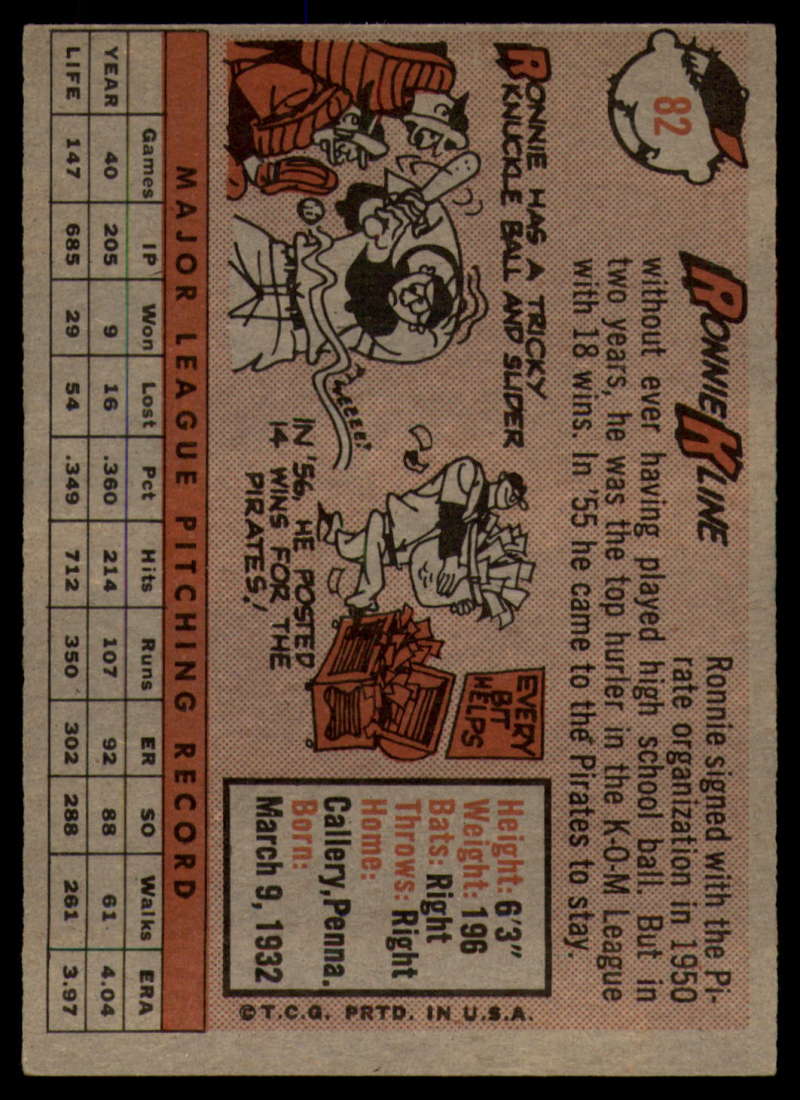 82
RONNIE KLINE
Ronnie signed with the Pi-
rate organization in 1950
without ever having played high school ball. But in
two years, he was the top hurler in the K-O-M League
with 18 wins. In '55 he came to the Pirates to stay.
RONNIE HAS A TRICKY
KNUCKLE BALL AND SLIDER
Tweeee!
IN '56, HE POSTED
14 WINS FOR THE
PIRATES!
EVERY
BIT
HELPS
Height: 6'3"
Weight: 196
Bats: Right
Throws: Right
Home:
Callery, Penna.
Born:
March 9, 1932
©T.C.G. PRTD. IN U.S.A.
MAJOR LEAGUE PITCHING RECORD
Games IP Won Lost Pct Hits Runs ER SO Walks ERA
YEAR 40 205 9 16 .360 214 107 92 88 61 4.04
LIFE 147 685 29 54 .349 712 350 302 288 261 3.97